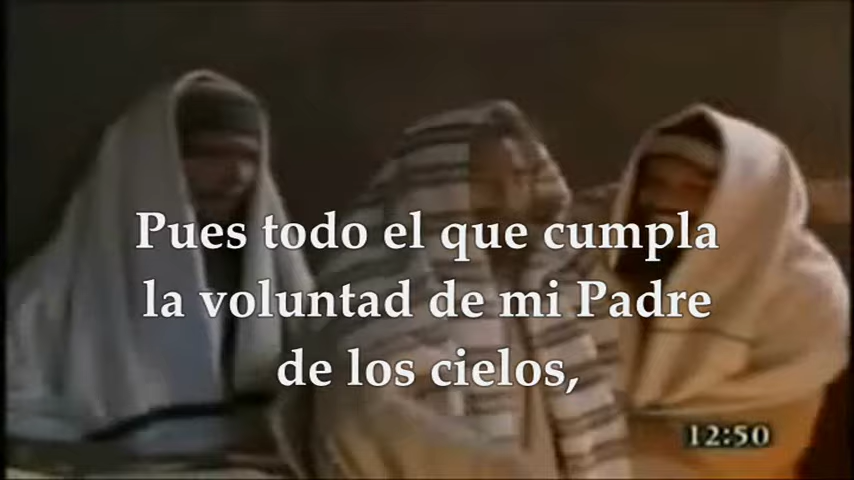 Pues todo el que cumpla
la voluntad de mi Padre
de los cielos,
12:50